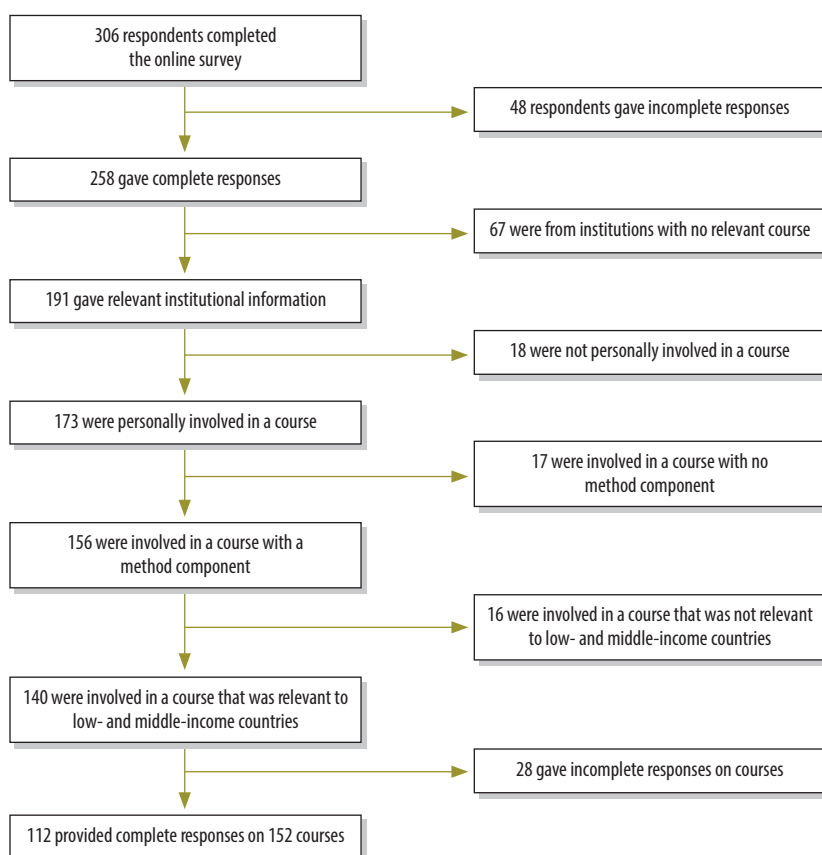 306 respondents completed
the online survey
48 respondents gave incomplete responses
258 gave complete responses
67 were from institutions with no relevant course
191 gave relevant institutional information
18 were not personally involved in a course
173 were personally involved in a course
17 were involved in a course with no
method component
156 were involved in a course with a
method component
16 were involved in a course that was not relevant
to low- and middle-income countries
140 were involved in a course that was relevant to
low- and middle-income countries
28 gave incomplete responses on courses
112 provided complete responses on 152 courses